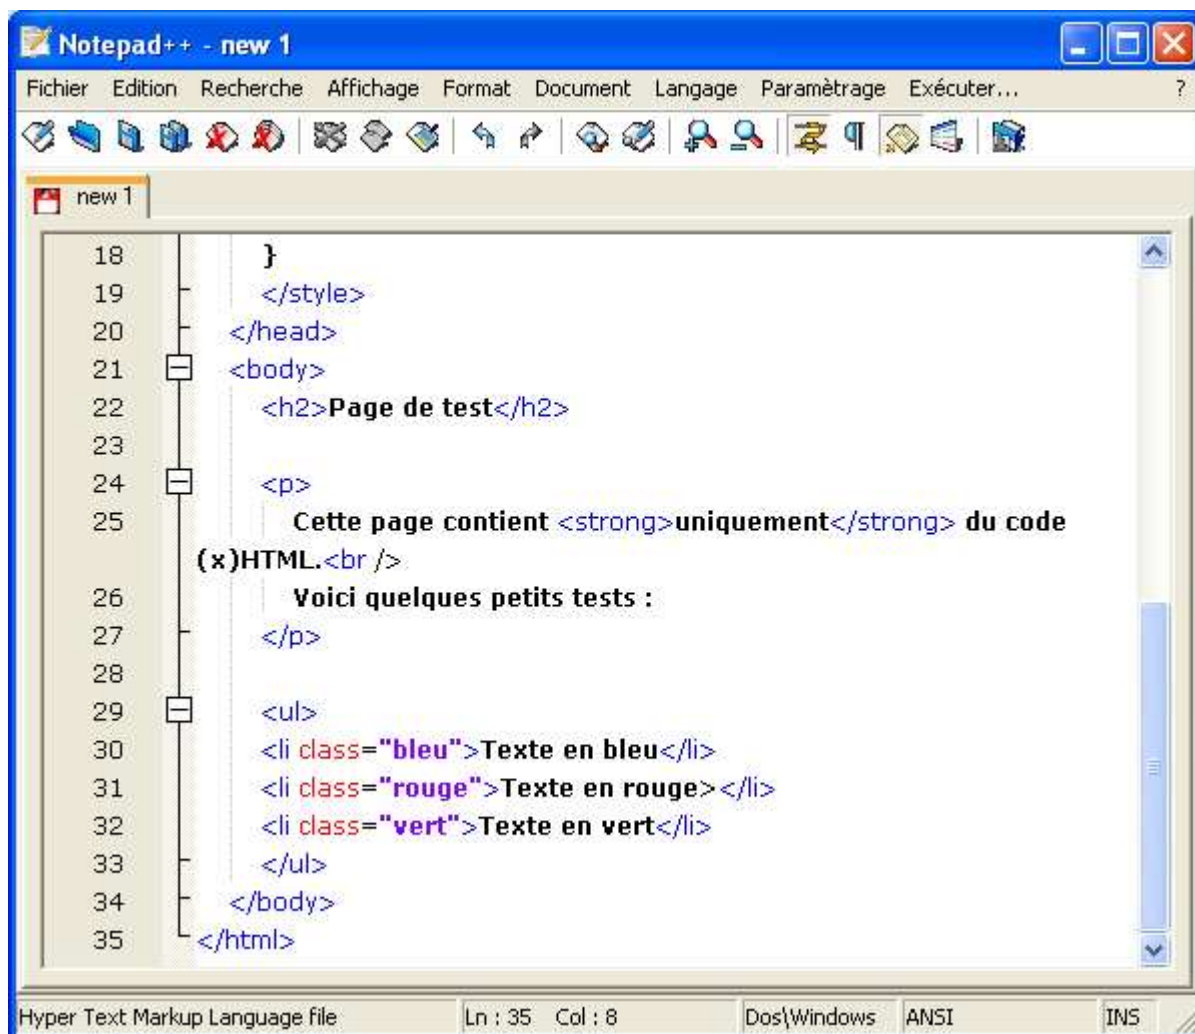 Notepad++ - new 1
Fichier Edition Recherche Affichage Format Document Langage Paramètrage Exécuter... ?
new 1
18 }
19 </style>
20 </head>
21 <body>
22 <h2>Page de test</h2>
23
24 <p>
25 Cette page contient <strong>uniquement</strong> du code
(x)HTML.<br />
26 Voici quelques petits tests :
27 </p>
28
29 <ul>
30 <li class="bleu">Texte en bleu</li>
31 <li class="rouge">Texte en rouge></li>
32 <li class="vert">Texte en vert</li>
33 </ul>
34 </body>
35 </html>
Hyper Text Markup Language file Ln : 35 Col : 8 Dos\Windows ANSI INS